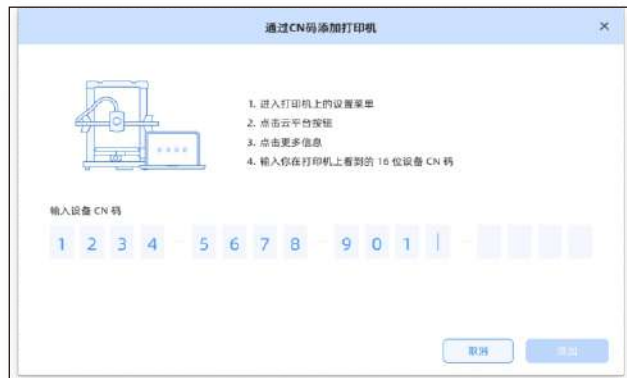 通过CN码添加打印机
1. 进入打印机上的设置菜单
2. 点击云平台按钮
3. 点击更多信息
4. 输入你在打印机上看到的 16 位设备 CN 码
输入设备 CN 码
1 2 3 4 - 5 6 7 8 - 9 0 1 -
取消 添加